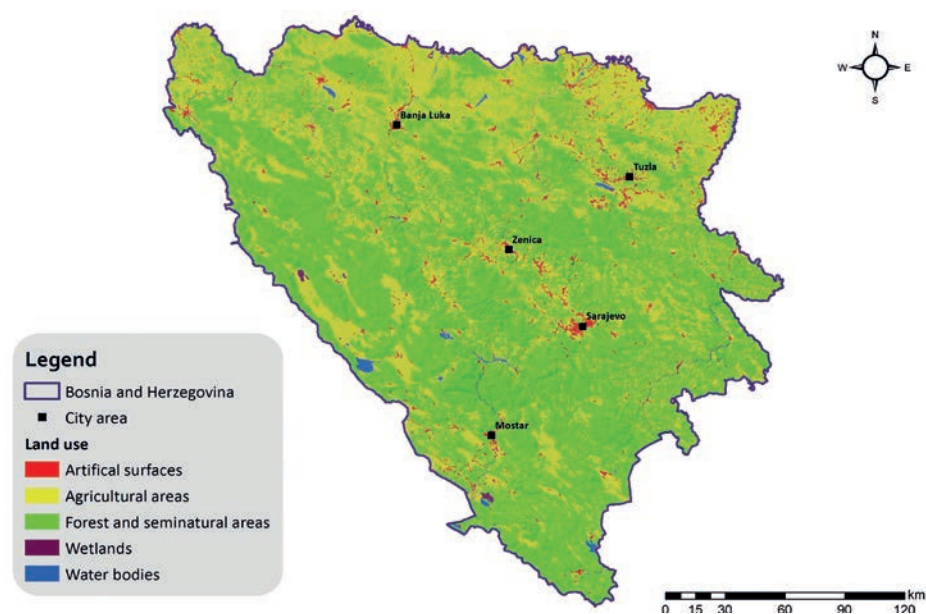 N
W E
S
Banja Luka
Tuzla
Zenica
Sarajevo
Mostar
Legend
Bosnia and Herzegovina
City area
Land use
Artifical surfaces
Agricultural areas
Forest and seminatural areas
Wetlands
Water bodies
km
0 15 30 60 90 120